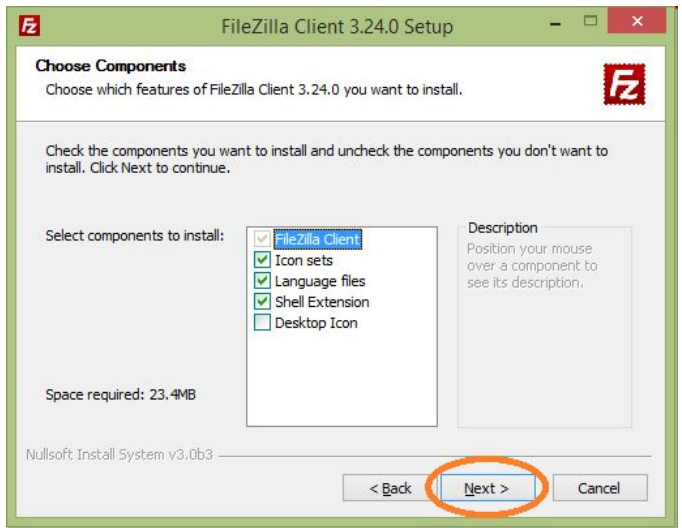 FileZilla Client 3.24.0 Setup
Choose Components
Choose which features of FileZilla Client 3.24.0 you want to install.
Fz
Check the components you want to install and uncheck the components you don't want to
install. Click Next to continue.
Select components to install:
FileZilla Client
Icon sets
Language files
Shell Extension
Desktop Icon
Description
Position your mouse
over a component to
see its description.
Space required: 23.4MB
Nullsoft Install System v3.0b3
< Back
Next >
Cancel